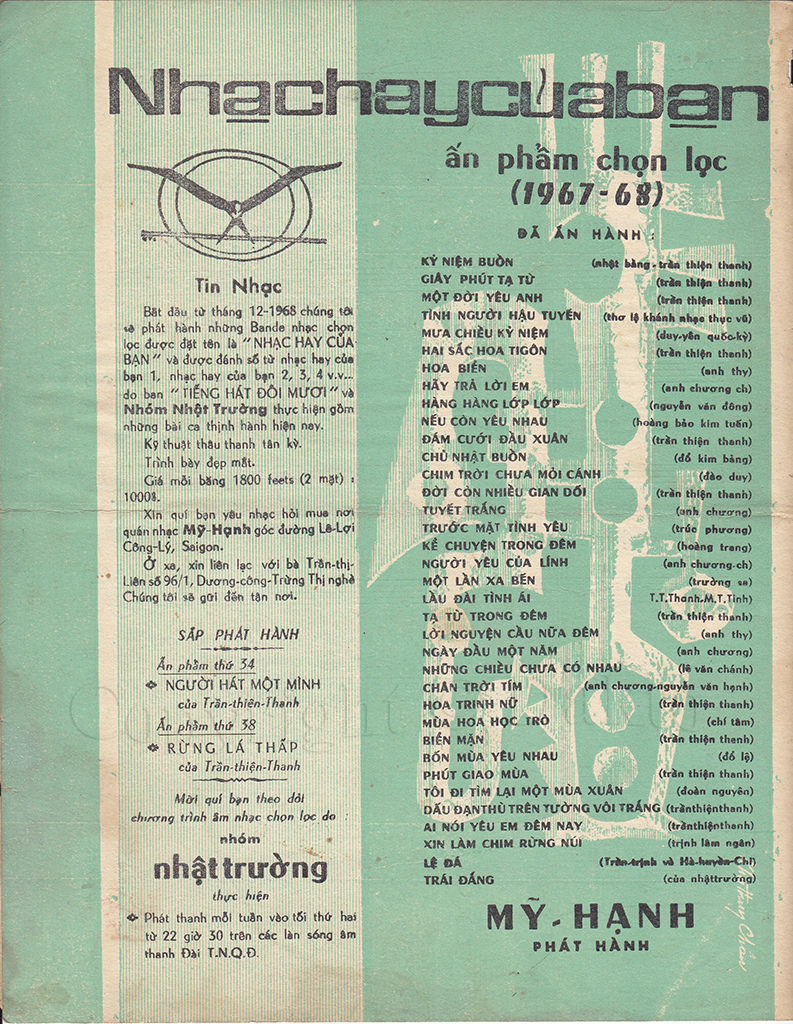 Nhạchaycủabạn
ấn phẩm chọn lọc
(1967-68)
Tin Nhạc
Bắt đầu từ tháng 12-1968 chúng tôi
sẽ phát hành những Bande nhạc chọn
lọc được đặt tên là "NHẠC HAY CỦA
BẠN" và được đánh số từ nhạc hay của
bạn 1, nhạc hay của bạn 2, 3, 4 v.v...
do ban "TIẾNG HÁT ĐÔI MƯƠI" và
Nhóm Nhật Trường thực hiện gồm
những bài ca thịnh hành hiện nay.
Kỹ thuật thâu thanh tân kỳ.
Trình bày đẹp mắt.
Giá mỗi băng 1800 feets (2 mặt) :
1000$.
Xin quí bạn yêu nhạc hỏi mua nơi
quán nhạc Mỹ-Hạnh góc đường Lê-Lợi
Công-Lý, Saigon.
Ở xa, xin liên lạc với bà Trần-thị-
Liên số 96/1, Dương-công-Trừng Thị nghè
Chúng tôi sẽ gửi đến tận nơi.
SẮP PHÁT HÀNH
Ấn phẩm thứ 34
NGƯỜI HÁT MỘT MÌNH
của Trần-thiện-Thanh
Ấn phẩm thứ 38
RỪNG LÁ THẤP
của Trần-thiện-Thanh
Mời quí bạn theo dõi
chương trình âm nhạc chọn lọc do :
nhóm
nhật trường
thực hiện
Phát thanh mỗi tuần vào tối thứ hai
từ 22 giờ 30 trên các làn sóng âm
thanh Đài T.N.Q.Đ.
ĐÃ ẤN HÀNH :
KỶ NIỆM BUỒN (nhật bằng-trần thiện thanh)
GIÂY PHÚT TẠ TỪ (trần thiện thanh)
MỘT ĐỜI YÊU ANH (trần thiện thanh)
TÌNH NGƯỜI HẬU TUYẾN (thơ lệ khánh nhạc thục vũ)
MƯA CHIỀU KỶ NIỆM (duy-yên quốc-kỳ)
HAI SẮC HOA TIGÔN (trần thiện thanh)
HOA BIỂN (anh thy)
HÃY TRẢ LỜI EM (anh chương ch)
HÀNG HÀNG LỚP LỚP (nguyễn văn đông)
NẾU CÒN YÊU NHAU (hoàng bảo kim tuấn)
ĐÁM CƯỚI ĐẦU XUÂN (trần thiện thanh)
CHÚ NHẬT BUỒN (đỗ kim bảng)
CHIM TRỜI CHƯA MỎI CÁNH (đào duy)
ĐỜI CÒN NHIỀU GIAN DỐI (trần thiện thanh)
TUYẾT TRẮNG (anh chương)
TRƯỚC MẶT TÌNH YÊU (trúc phương)
KỂ CHUYỆN TRONG ĐÊM (hoàng trang)
NGƯỜI YÊU CỦA LÍNH (anh chương-ch)
MỘT LẦN XA BẾN (trường sa)
LÂU ĐÀI TÌNH ÁI T.T.Thanh.M.T.Tinh)
TẠ TỪ TRONG ĐÊM (trần thiện thanh)
LỜI NGUYỆN CẦU NỮA ĐÊM (anh thy)
NGÀY ĐẦU MỘT NĂM (anh chương)
NHỮNG CHIỀU CHƯA CÓ NHAU (lê văn chánh)
CHÂN TRỜI TÍM (anh chương-nguyễn văn hạnh)
HOA TRINH NỮ (trần thiện thanh)
MÙA HOA HỌC TRÒ (chí tâm)
BIỂN MẶN (trần thiện thanh)
BỐN MÙA YÊU NHAU (đỗ lệ)
PHÚT GIAO MÙA (trần thiện thanh)
TÔI ĐI TÌM LẠI MỘT MÙA XUÂN (đoàn nguyên)
DẤU ĐẠN THÙ TRÊN TƯỜNG VÔI TRẮNG (trầnthiệnthanh)
AI NÓI YÊU EM ĐÊM NAY (trầnthiệnthanh)
XIN LÀM CHIM RỪNG NÚI (trịnh lâm ngân)
LỆ ĐÁ (Trần-trịnh và Hà-huyền-Chi)
TRÁI ĐẮNG (của nhậttrường)
MỸ-HẠNH
PHÁT HÀNH